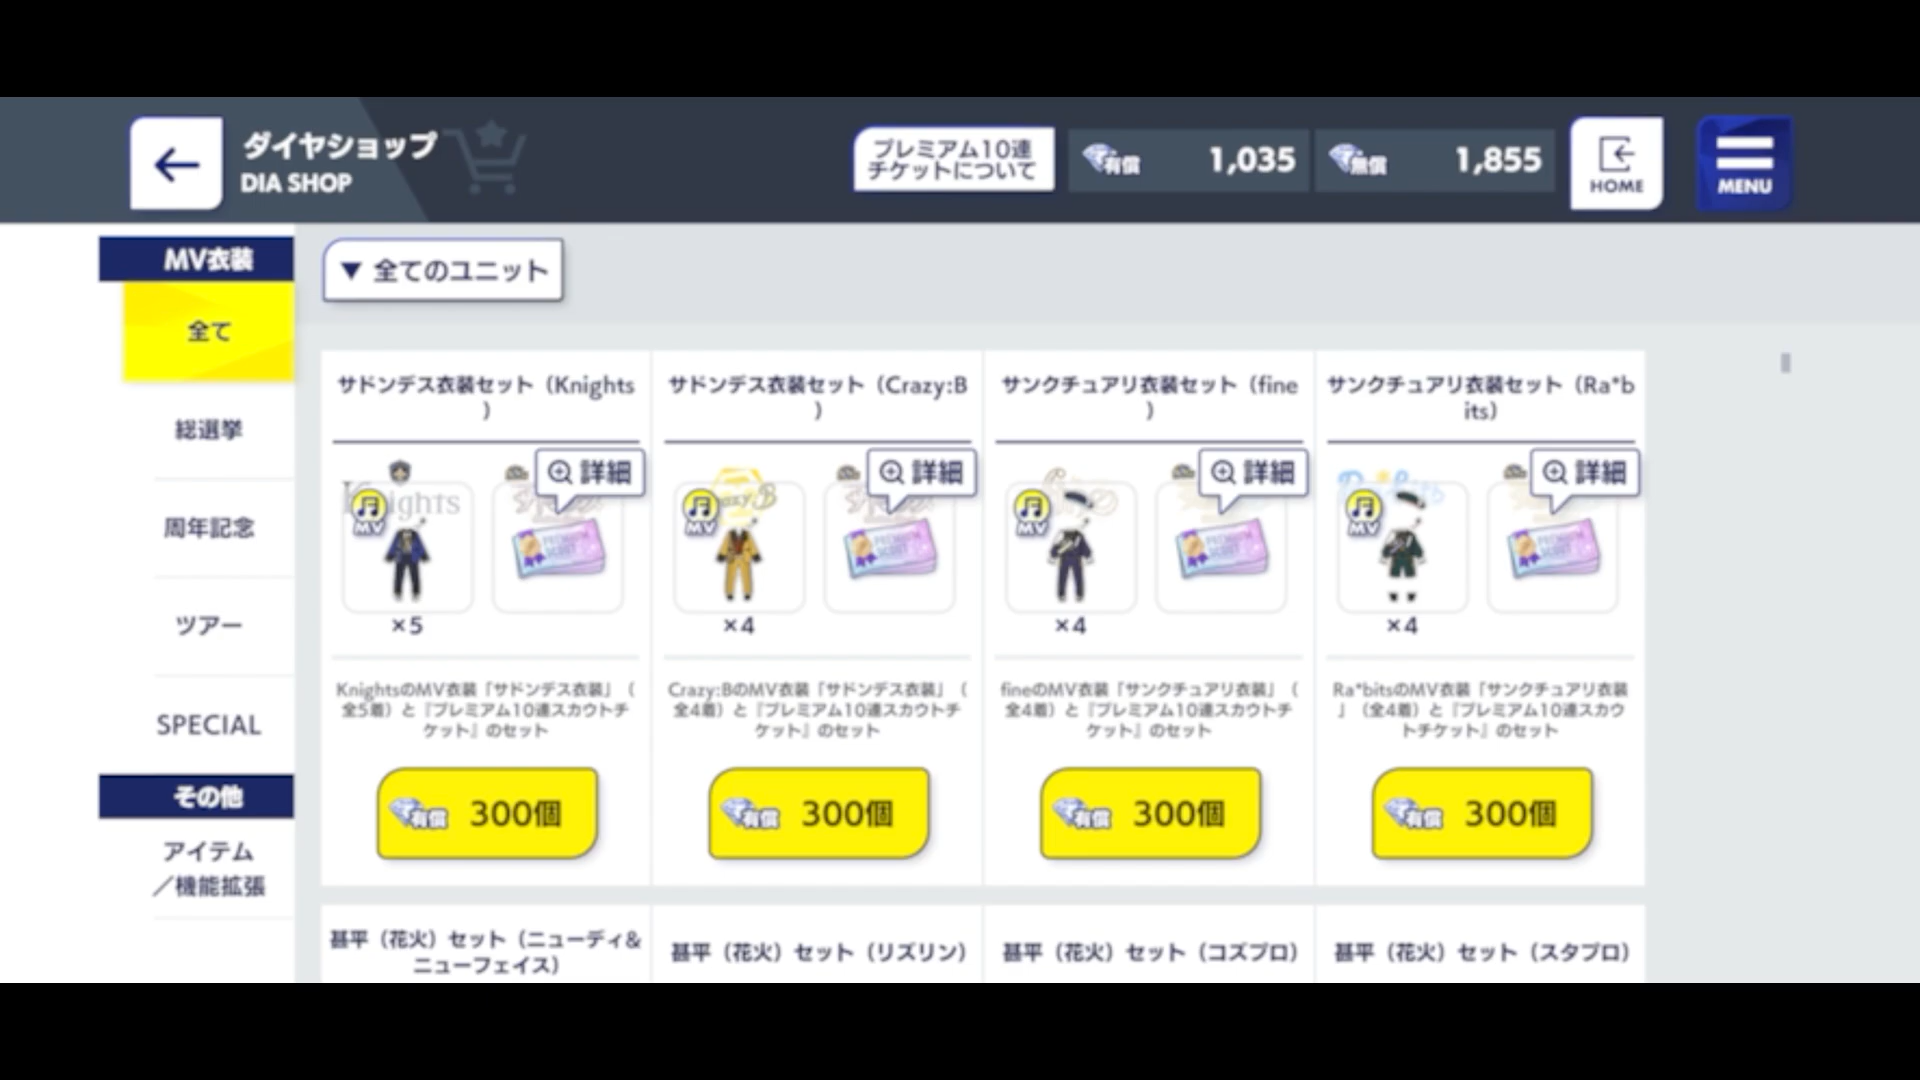 ダイヤショップ
DIA SHOP
プレミアム10連
チケットについて
有償 1,035
無償 1,855
HOME
MENU
MV衣装
全て
総選挙
周年記念
ツアー
SPECIAL
その他
アイテム
／機能拡張
▼ 全てのユニット
サドンデス衣装セット（Knights
）
詳細
Knights
MV
PREMIUM
SCOUT
×5
KnightsのMV衣装「サドンデス衣装」（
全5着）と『プレミアム10連スカウトチ
ケット』のセット
有償 300個
サドンデス衣装セット（Crazy:B
）
詳細
MV
PREMIUM
SCOUT
×4
Crazy:BのMV衣装「サドンデス衣装」（
全4着）と『プレミアム10連スカウトチ
ケット』のセット
有償 300個
サンクチュアリ衣装セット（fine
）
詳細
MV
PREMIUM
SCOUT
×4
fineのMV衣装「サンクチュアリ衣装」（
全4着）と『プレミアム10連スカウトチ
ケット』のセット
有償 300個
サンクチュアリ衣装セット（Ra*b
its）
詳細
MV
PREMIUM
SCOUT
×4
Ra*bitsのMV衣装「サンクチュアリ衣装
」（全4着）と『プレミアム10連スカウ
トチケット』のセット
有償 300個
甚平（花火）セット（ニューディ&
ニューフェイス）
甚平（花火）セット（リズリン）
甚平（花火）セット（コズプロ）
甚平（花火）セット（スタプロ）